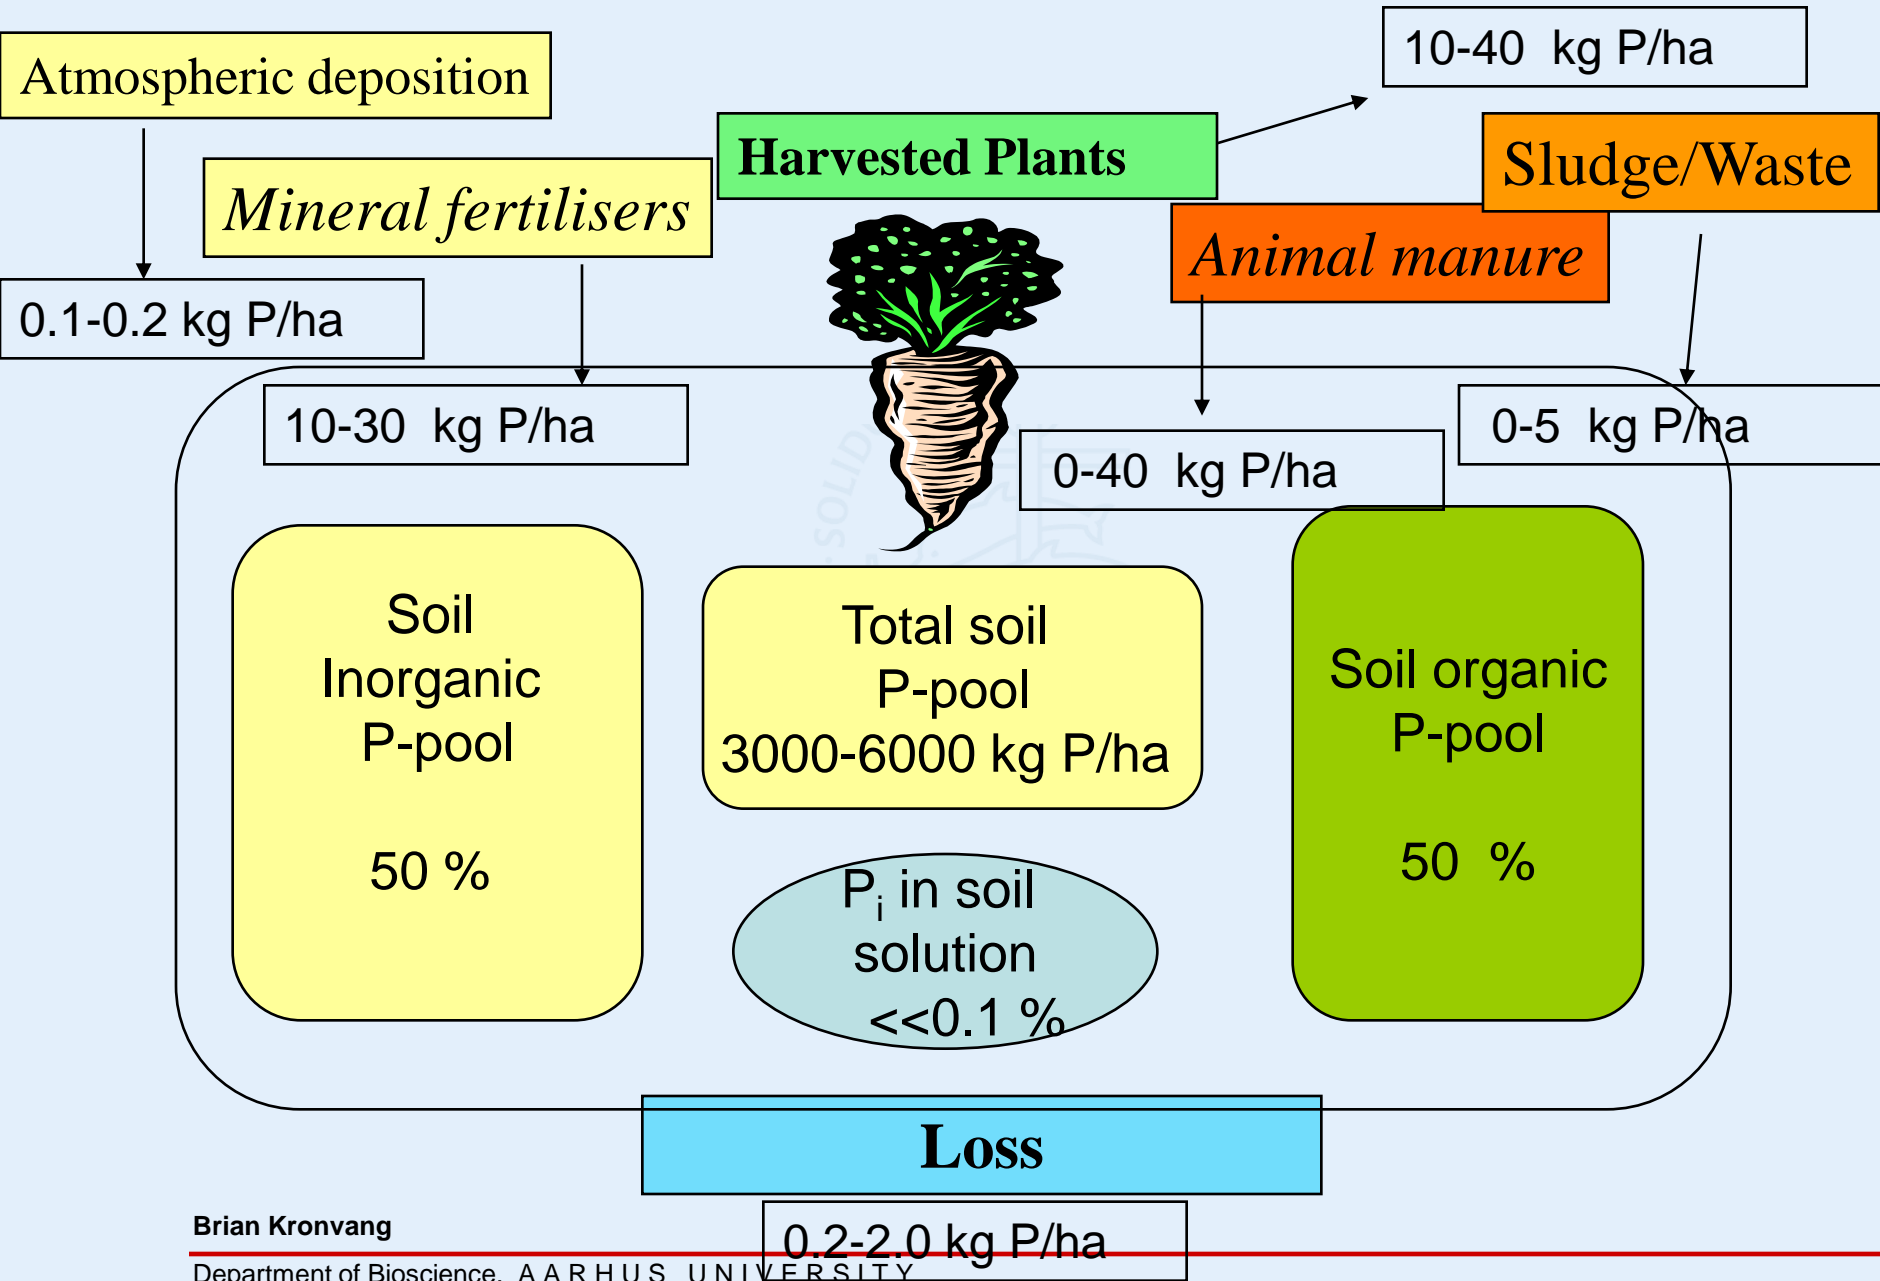 Atmospheric deposition
0.1-0.2 kg P/ha
Mineral fertilisers
10-30 kg P/ha
Harvested Plants
10-40 kg P/ha
Animal manure
0-40 kg P/ha
Sludge/Waste
0-5 kg P/ha
SOLID
Soil
Inorganic
P-pool
50 %
Total soil
P-pool
3000-6000 kg P/ha
Pi in soil
solution
<<0.1 %
Soil organic
P-pool
50 %
Loss
0.2-2.0 kg P/ha
Brian Kronvang
Department of Bioscience, AARHUS UNIVERSITY